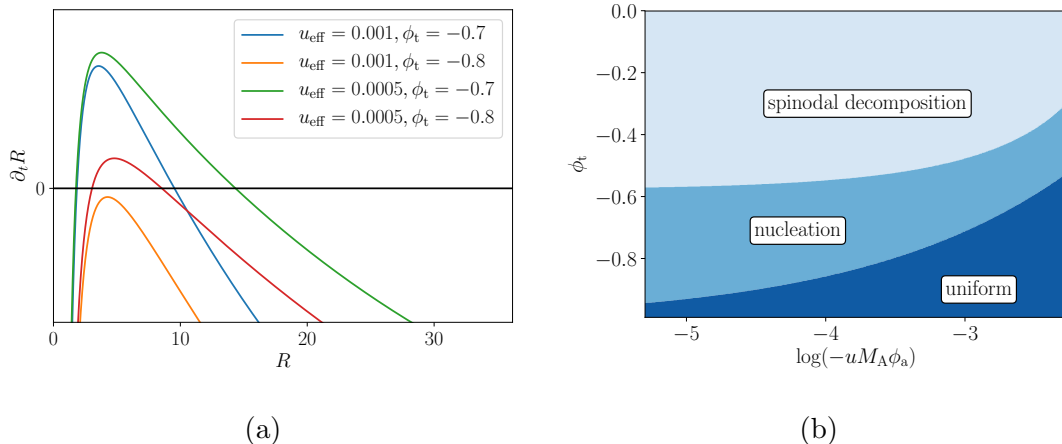 u_eff = 0.001, ϕ_t = −0.7
u_eff = 0.001, ϕ_t = −0.8
u_eff = 0.0005, ϕ_t = −0.7
u_eff = 0.0005, ϕ_t = −0.8
∂_t R
0
0
10
20
30
R
(a)
0.0
−0.2
−0.4
−0.6
−0.8
ϕ_t
spinodal decomposition
nucleation
uniform
−5
−4
−3
log(−uM_Aϕ_a)
(b)